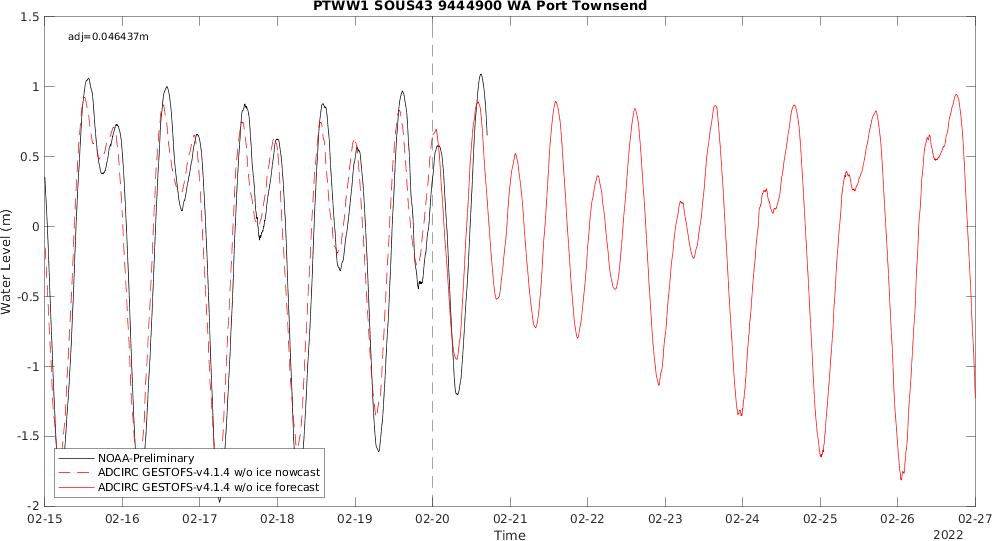 PTWW1 SOUS43 9444900 WA Port Townsend
adj=0.046437m
1.5
1
0.5
0
-0.5
-1
-1.5
-2
Water Level (m)
NOAA-Preliminary
ADCIRC GESTOFS-v4.1.4 w/o ice nowcast
ADCIRC GESTOFS-v4.1.4 w/o ice forecast
02-15 02-16 02-17 02-18 02-19 02-20 02-21 02-22 02-23 02-24 02-25 02-26 02-27
Time
2022